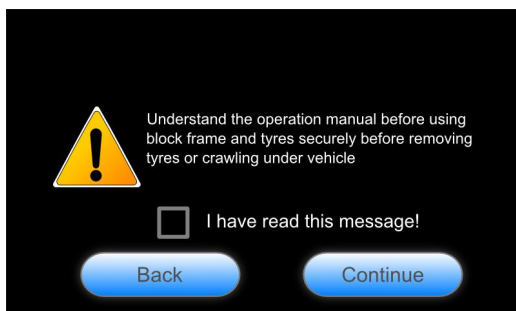 Understand the operation manual before using
block frame and tyres securely before removing
tyres or crawling under vehicle
I have read this message!
Back
Continue